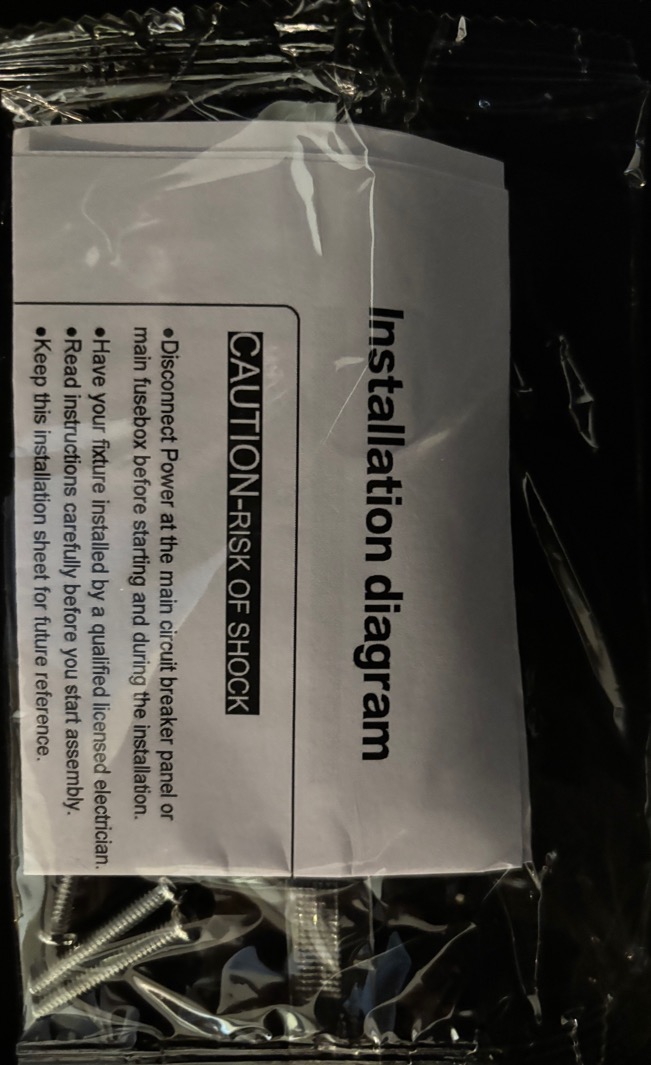 Installation diagram
CAUTION-RISK OF SHOCK
●Disconnect Power at the main circuit breaker panel or
main fusebox before starting and during the installation.
●Have your fixture installed by a qualified licensed electrician.
●Read instructions carefully before you start assembly.
●Keep this installation sheet for future reference.